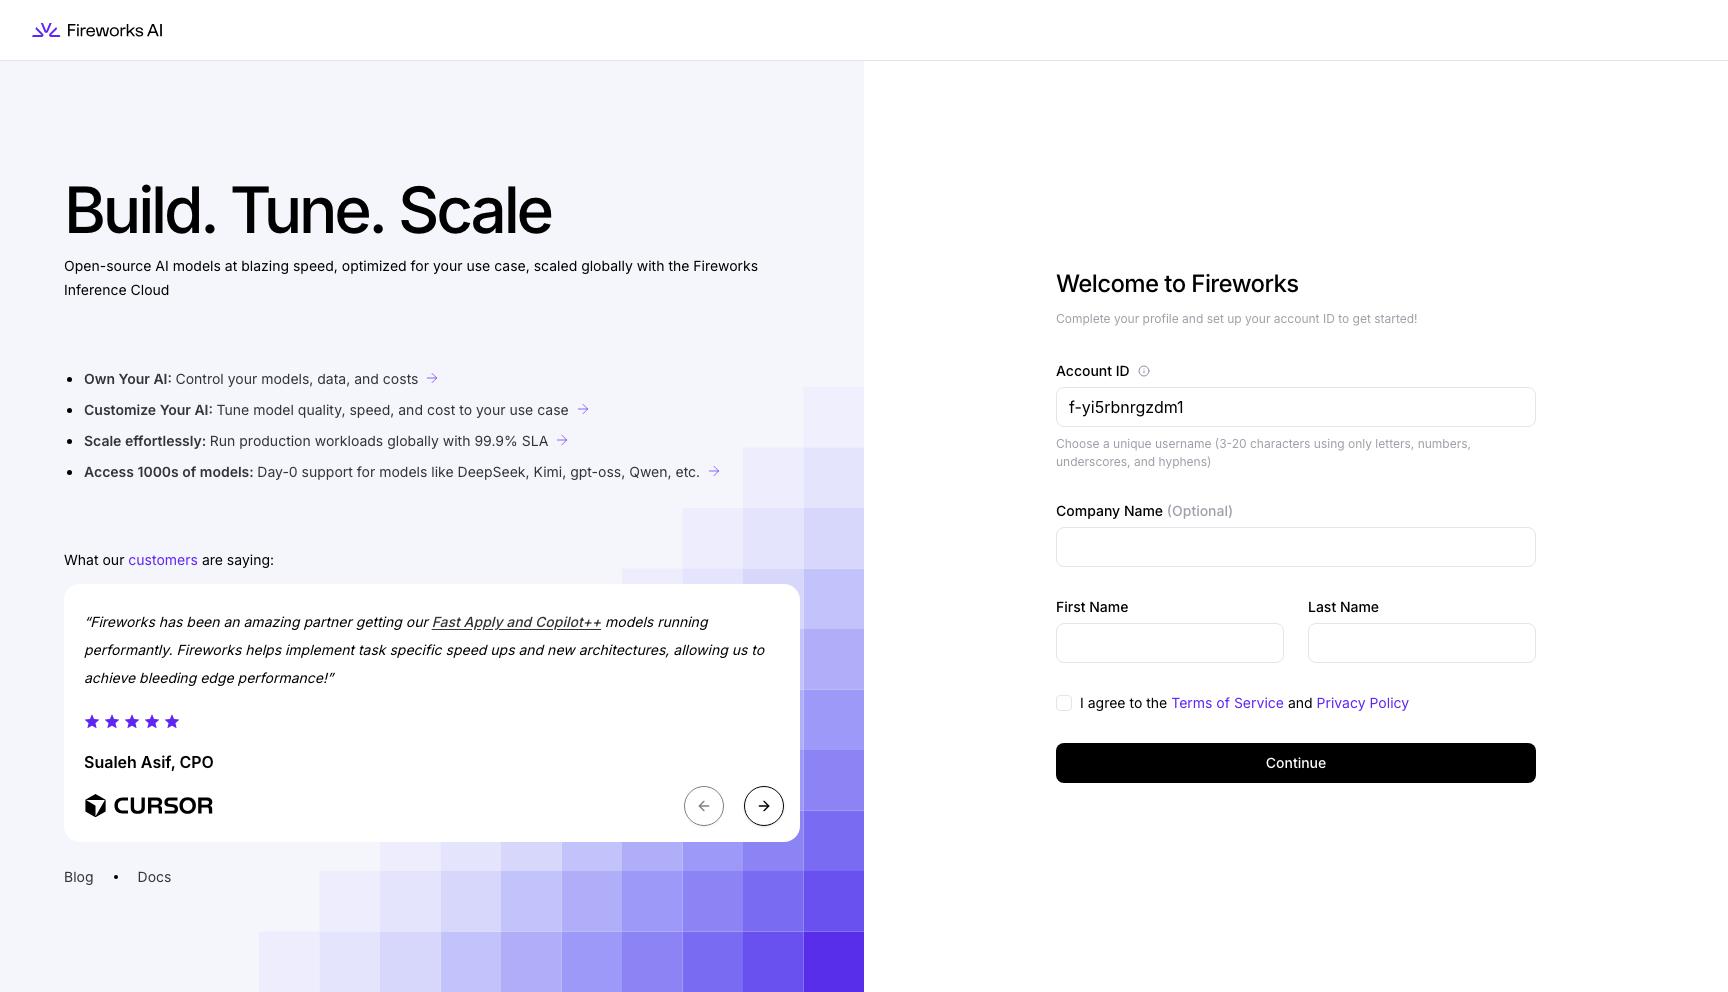 Fireworks AI
Build. Tune. Scale
Open-source AI models at blazing speed, optimized for your use case, scaled globally with the Fireworks
Inference Cloud
Own Your AI: Control your models, data, and costs
Customize Your AI: Tune model quality, speed, and cost to your use case
Scale effortlessly: Run production workloads globally with 99.9% SLA
Access 1000s of models: Day-0 support for models like DeepSeek, Kimi, gpt-oss, Qwen, etc.
What our customers are saying:
“Fireworks has been an amazing partner getting our Fast Apply and Copilot++ models running
performantly. Fireworks helps implement task specific speed ups and new architectures, allowing us to
achieve bleeding edge performance!”
Sualeh Asif, CPO
CURSOR
Blog • Docs
Welcome to Fireworks
Complete your profile and set up your account ID to get started!
Account ID
f-yi5rbnrgzdm1
Choose a unique username (3-20 characters using only letters, numbers,
underscores, and hyphens)
Company Name (Optional)
First Name
Last Name
I agree to the Terms of Service and Privacy Policy
Continue